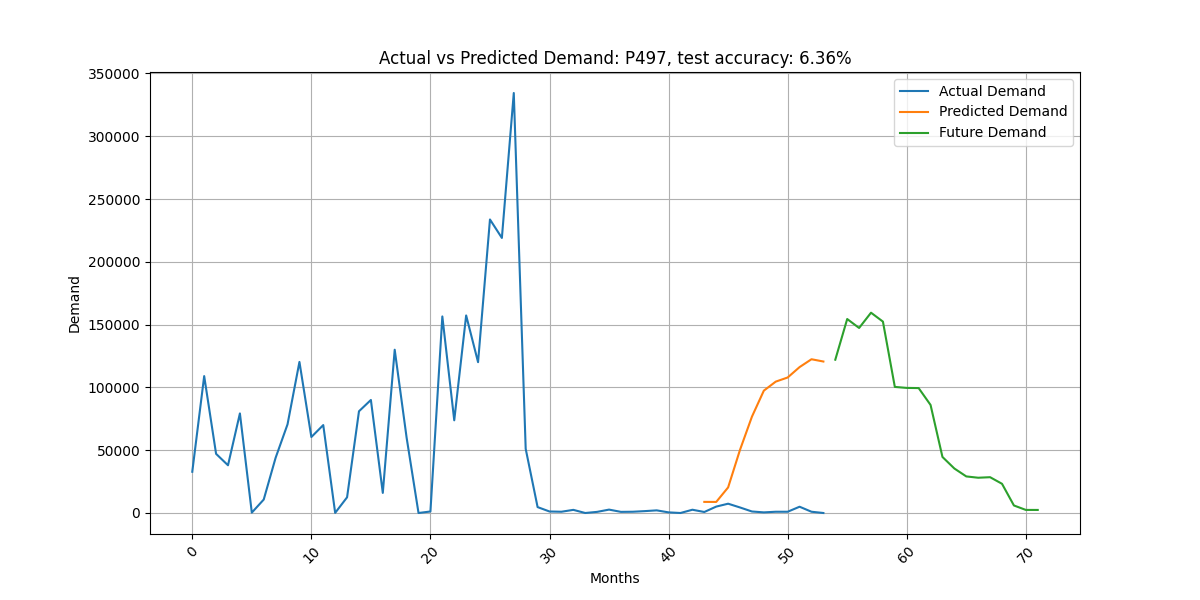 Actual vs Predicted Demand: P497, test accuracy: 6.36%
350000
300000
250000
200000
150000
100000
50000
0
Demand
Actual Demand
Predicted Demand
Future Demand
0
10
20
30
40
50
60
70
Months